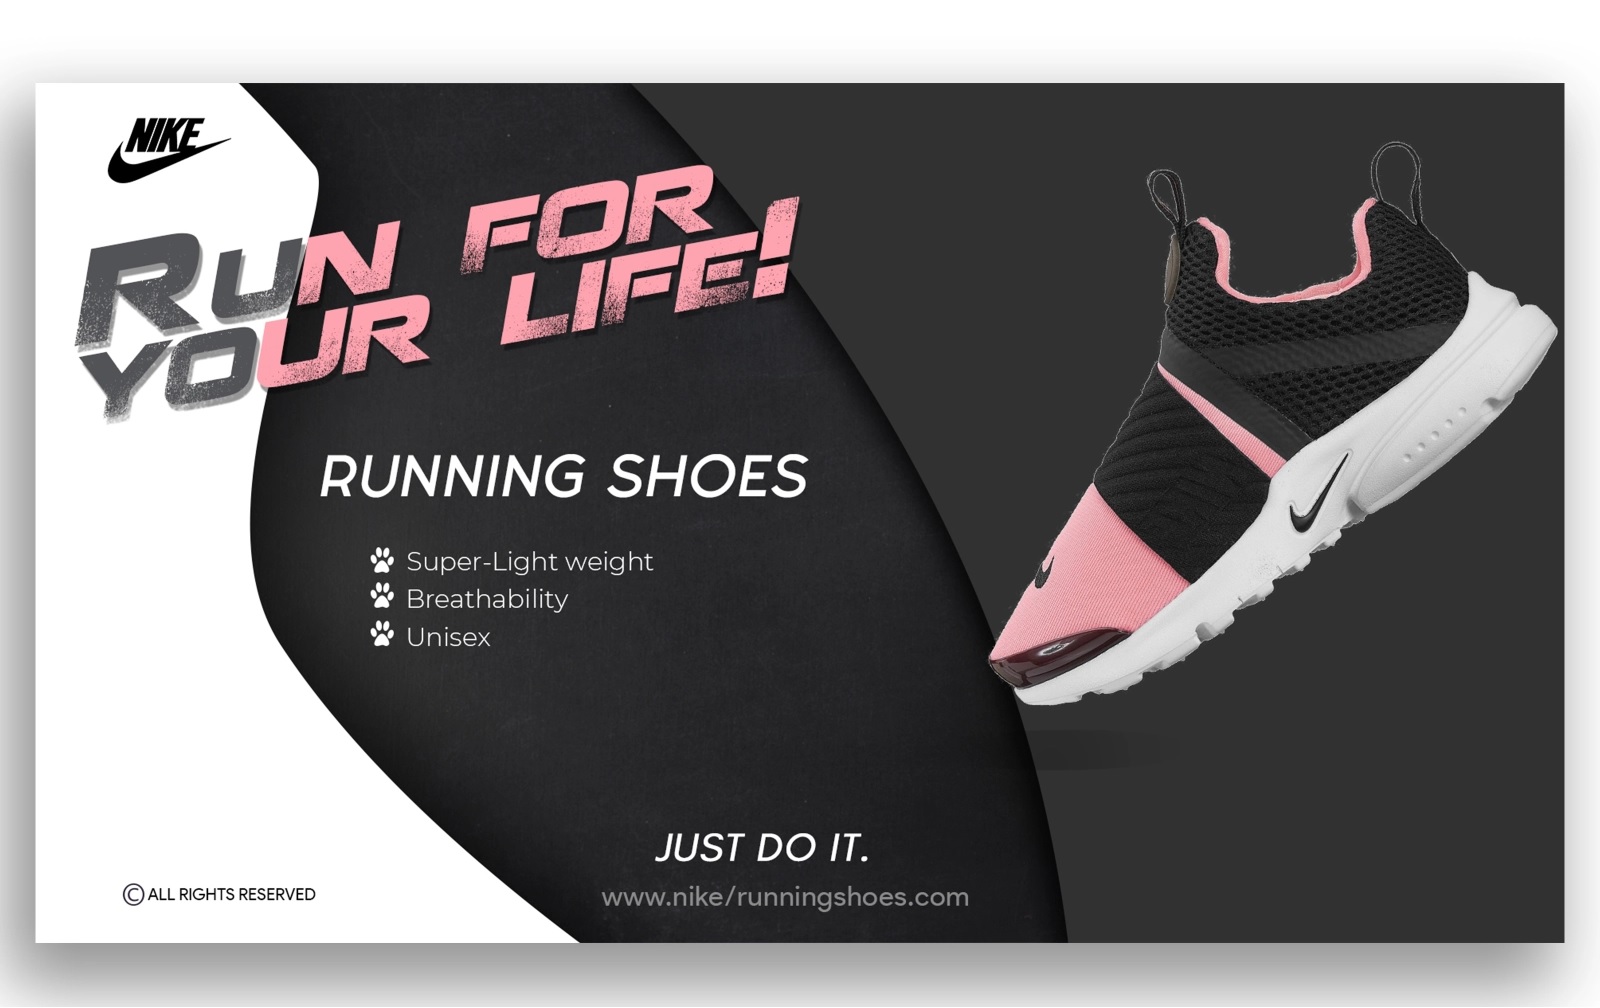 NIKE
RUN FOR
YOUR LIFE!
RUNNING SHOES
Super-Light weight
Breathability
Unisex
JUST DO IT.
www.nike/runningshoes.com
© ALL RIGHTS RESERVED